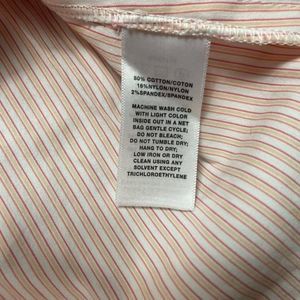 80% COTTON/COTON
18%NYLON/NYLON
2%SPANDEX/SPANDEX
MACHINE WASH COLD
WITH LIGHT COLOR
INSIDE OUT IN A NET
BAG GENTLE CYCLE;
DO NOT BLEACH;
DO NOT TUMBLE DRY;
HANG TO DRY;
LOW IRON OR DRY
CLEAN USING ANY
SOLVENT EXCEPT
TRICHLOROETHYLENE